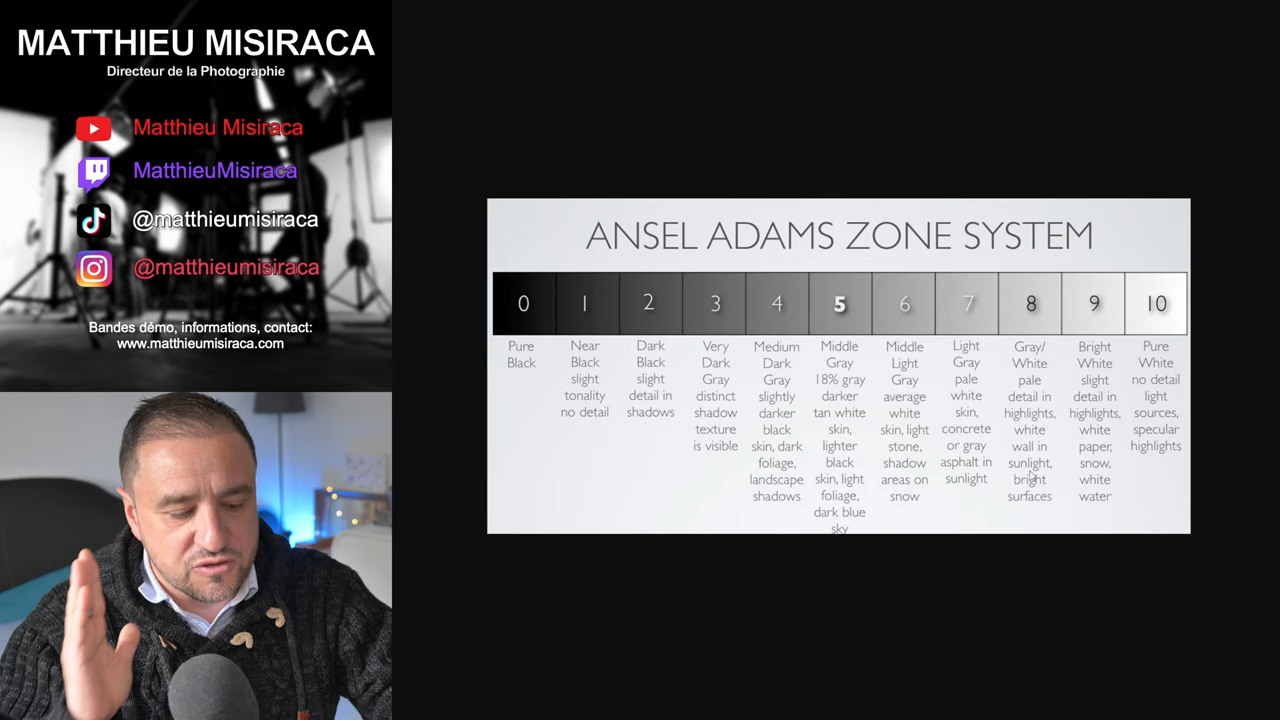 MATTHIEU MISIRACA
Directeur de la Photographie
Matthieu Misiraca
MatthieuMisiraca
@matthieumisiraca
@matthieumisiraca
Bandes démo, informations, contact:
www.matthieumisiraca.com
ANSEL ADAMS ZONE SYSTEM
0 1 2 3 4 5 6 7 8 9 10
Pure
Black
Near
Black
slight
tonality
no detail
Dark
Black
slight
detail in
shadows
Very
Dark
Gray
distinct
shadow
texture
is visible
Medium
Dark
Gray
slightly
darker
black
skin, dark
foliage,
landscape
shadows
Middle
Gray
18% gray
darker
tan white
skin,
lighter
black
skin, light
foliage,
dark blue
sky
Middle
Light
Gray
average
white
skin, light
stone,
shadow
areas on
snow
Light
Gray
pale
white
skin,
concrete
or gray
asphalt in
sunlight
Gray/
White
pale
detail in
highlights,
white
wall in
sunlight,
bright
surfaces
Bright
White
slight
detail in
highlights,
white
paper,
snow,
white
water
Pure
White
no detail
light
sources,
specular
highlights